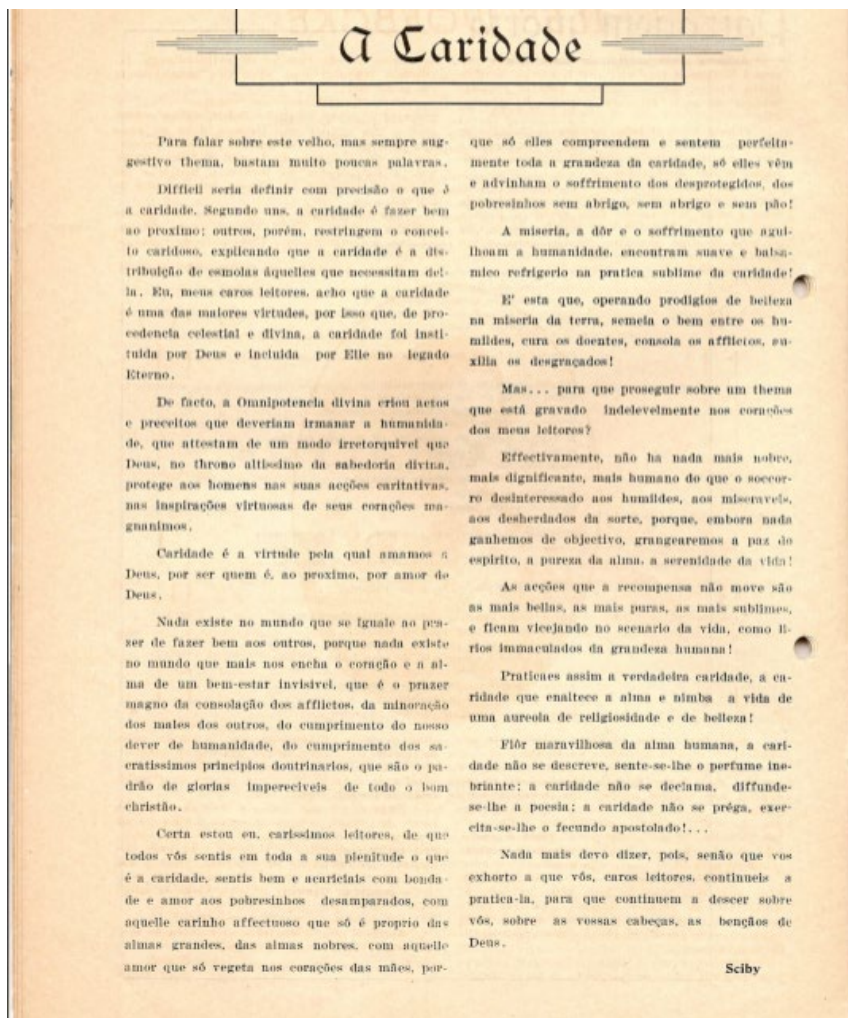 A Caridade
Para falar sobre este velho, mas sempre sug-
gestivo thema, bastam muito poucas palavras.
Difficil seria definir com precisão o que é
a caridade. Segundo uns, a caridade é fazer bem
ao proximo; outros, porém, restringem o concei-
to caridoso, explicando que a caridade é a dis-
tribuição de esmolas áquelles que necessitam del-
la. Eu, meus caros leitores, acho que a caridade
é uma das maiores virtudes, por isso que, de pro-
cedencia celestial e divina, a caridade foi insti-
tuida por Deus e incluida por Elle no legado
Eterno.
De facto, a Omnipotencia divina criou actos
e preceitos que deveriam irmanar a humanida-
de, que attestam de um modo irretorquivel que
Deus, no throno altissimo da sabedoria divina,
protege aos homens nas suas acções caritativas,
nas inspirações virtuosas de seus corações ma-
gnanimos.
Caridade é a virtude pela qual amamos a
Deus, por ser quem é, ao proximo, por amor de
Deus.
Nada existe no mundo que se iguale ao pra-
zer de fazer bem aos outros, porque nada existe
no mundo que mais nos encha o coração e a al-
ma de um bem-estar invisivel, que é o prazer
magno da consolação dos afflictos, da minoração
dos males dos outros, do cumprimento do nosso
dever de humanidade, do cumprimento dos sa-
cratissimos principios doutrinarios, que são o pa-
drão de glorias impereciveis de todo o bom
christão.
Certa estou eu, carissimos leitores, de que
todos vós sentis em toda a sua plenitude o que
é a caridade, sentis bem e acariciais com bonda-
de e amor aos pobresinhos desamparados, com
aquelle carinho affectuoso que só é proprio das
almas grandes, das almas nobres, com aquelle
amor que só vegeta nos corações das mães, por-
que só elles compreendem e sentem perfeita-
mente toda a grandeza da caridade, só elles vêm
e advinham o soffrimento dos desprotegidos, dos
pobresinhos sem abrigo, sem abrigo e sem pão!
A miseria, a dôr e o soffrimento que agui-
lhoam a humanidade, encontram suave e balsa-
mico refrigerio na pratica sublime da caridade!
E' esta que, operando prodigios de belleza
na miseria da terra, semeia o bem entre os hu-
mildes, cura os doentes, consola os afflictos, au-
xilia os desgraçados!
Mas... para que proseguir sobre um thema
que está gravado indelevelmente nos corações
dos meus leitores?
Effectivamente, não ha nada mais nobre,
mais dignificante, mais humano do que o soccor-
ro desinteressado aos humildes, aos miseraveis,
aos desherdados da sorte, porque, embora nada
ganhemos de objectivo, grangearemos a paz do
espirito, a pureza da alma, a serenidade da vida!
As acções que a recompensa não move são
as mais bellas, as mais puras, as mais sublimes,
e ficam vicejando no scenario da vida, como li-
rios immaculados da grandeza humana!
Praticaes assim a verdadeira caridade, a ca-
ridade que enaltece a alma e nimba a vida de
uma aureola de religiosidade e de belleza!
Flôr maravilhosa da alma humana, a cari-
dade não se descreve, sente-se-lhe o perfume ine-
briante; a caridade não se declama, diffunde-
se-lhe a poesia; a caridade não se préga, exer-
cita-se-lhe o fecundo apostolado!...
Nada mais devo dizer, pois, senão que vos
exhorto a que vós, caros leitores, continueis a
pratica-la, para que continuem a descer sobre
vós, sobre as vossas cabeças, as bençãos de
Deus.
Sciby